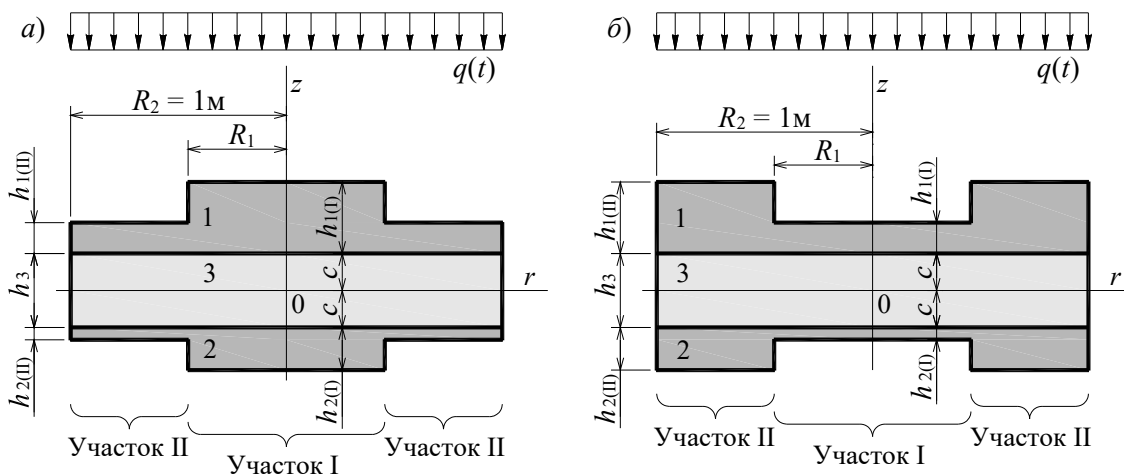 а)
q(t)
z
R2 = 1м
R1
h1(II)
h1(II)
1
h3
3
c
r
0
c
2
h2(II)
h2(I)
Участок II
Участок I
Участок II
б)
q(t)
z
R2 = 1м
R1
h1(II)
h1(I)
1
h3
3
c
r
0
c
2
h2(II)
h2(I)
Участок II
Участок I
Участок II